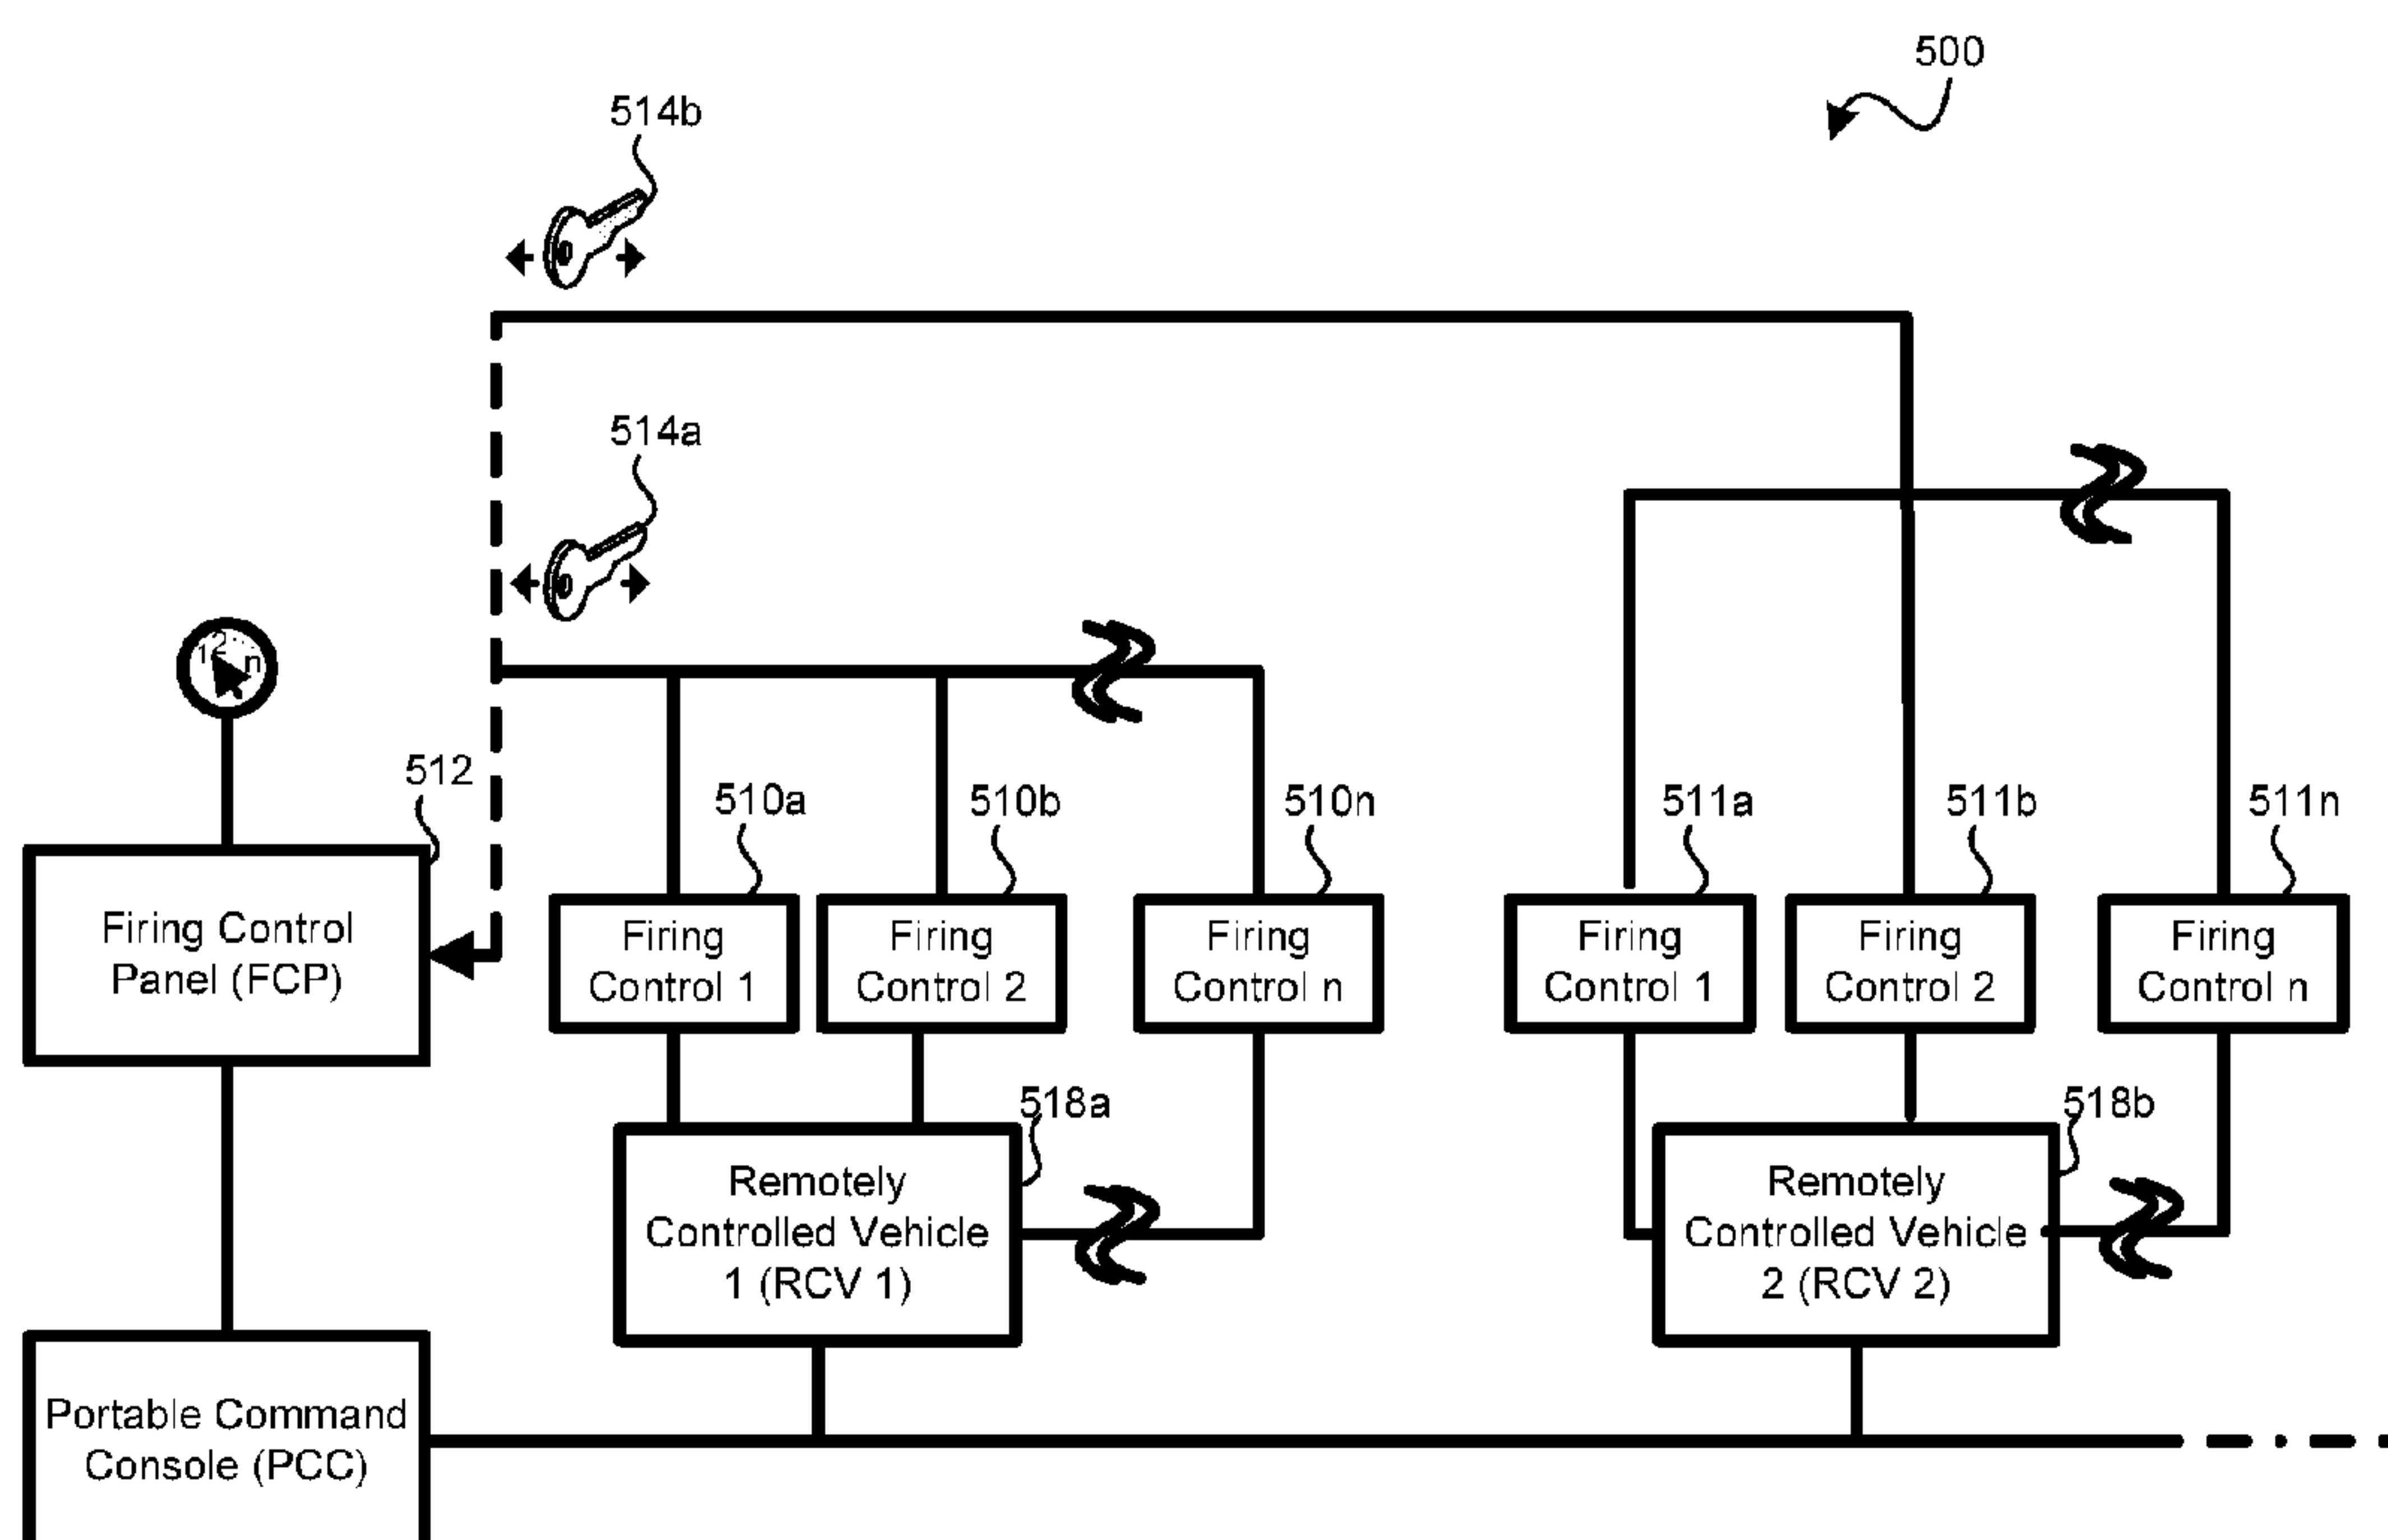 500
514b
514a
1 2 n
512
510a
510b
510n
511a
511b
511n
Firing Control
Panel (FCP)
Firing
Control 1
Firing
Control 2
Firing
Control n
Firing
Control 1
Firing
Control 2
Firing
Control n
518a
518b
Remotely
Controlled Vehicle
1 (RCV 1)
Remotely
Controlled Vehicle
2 (RCV 2)
Portable Command
Console (PCC)